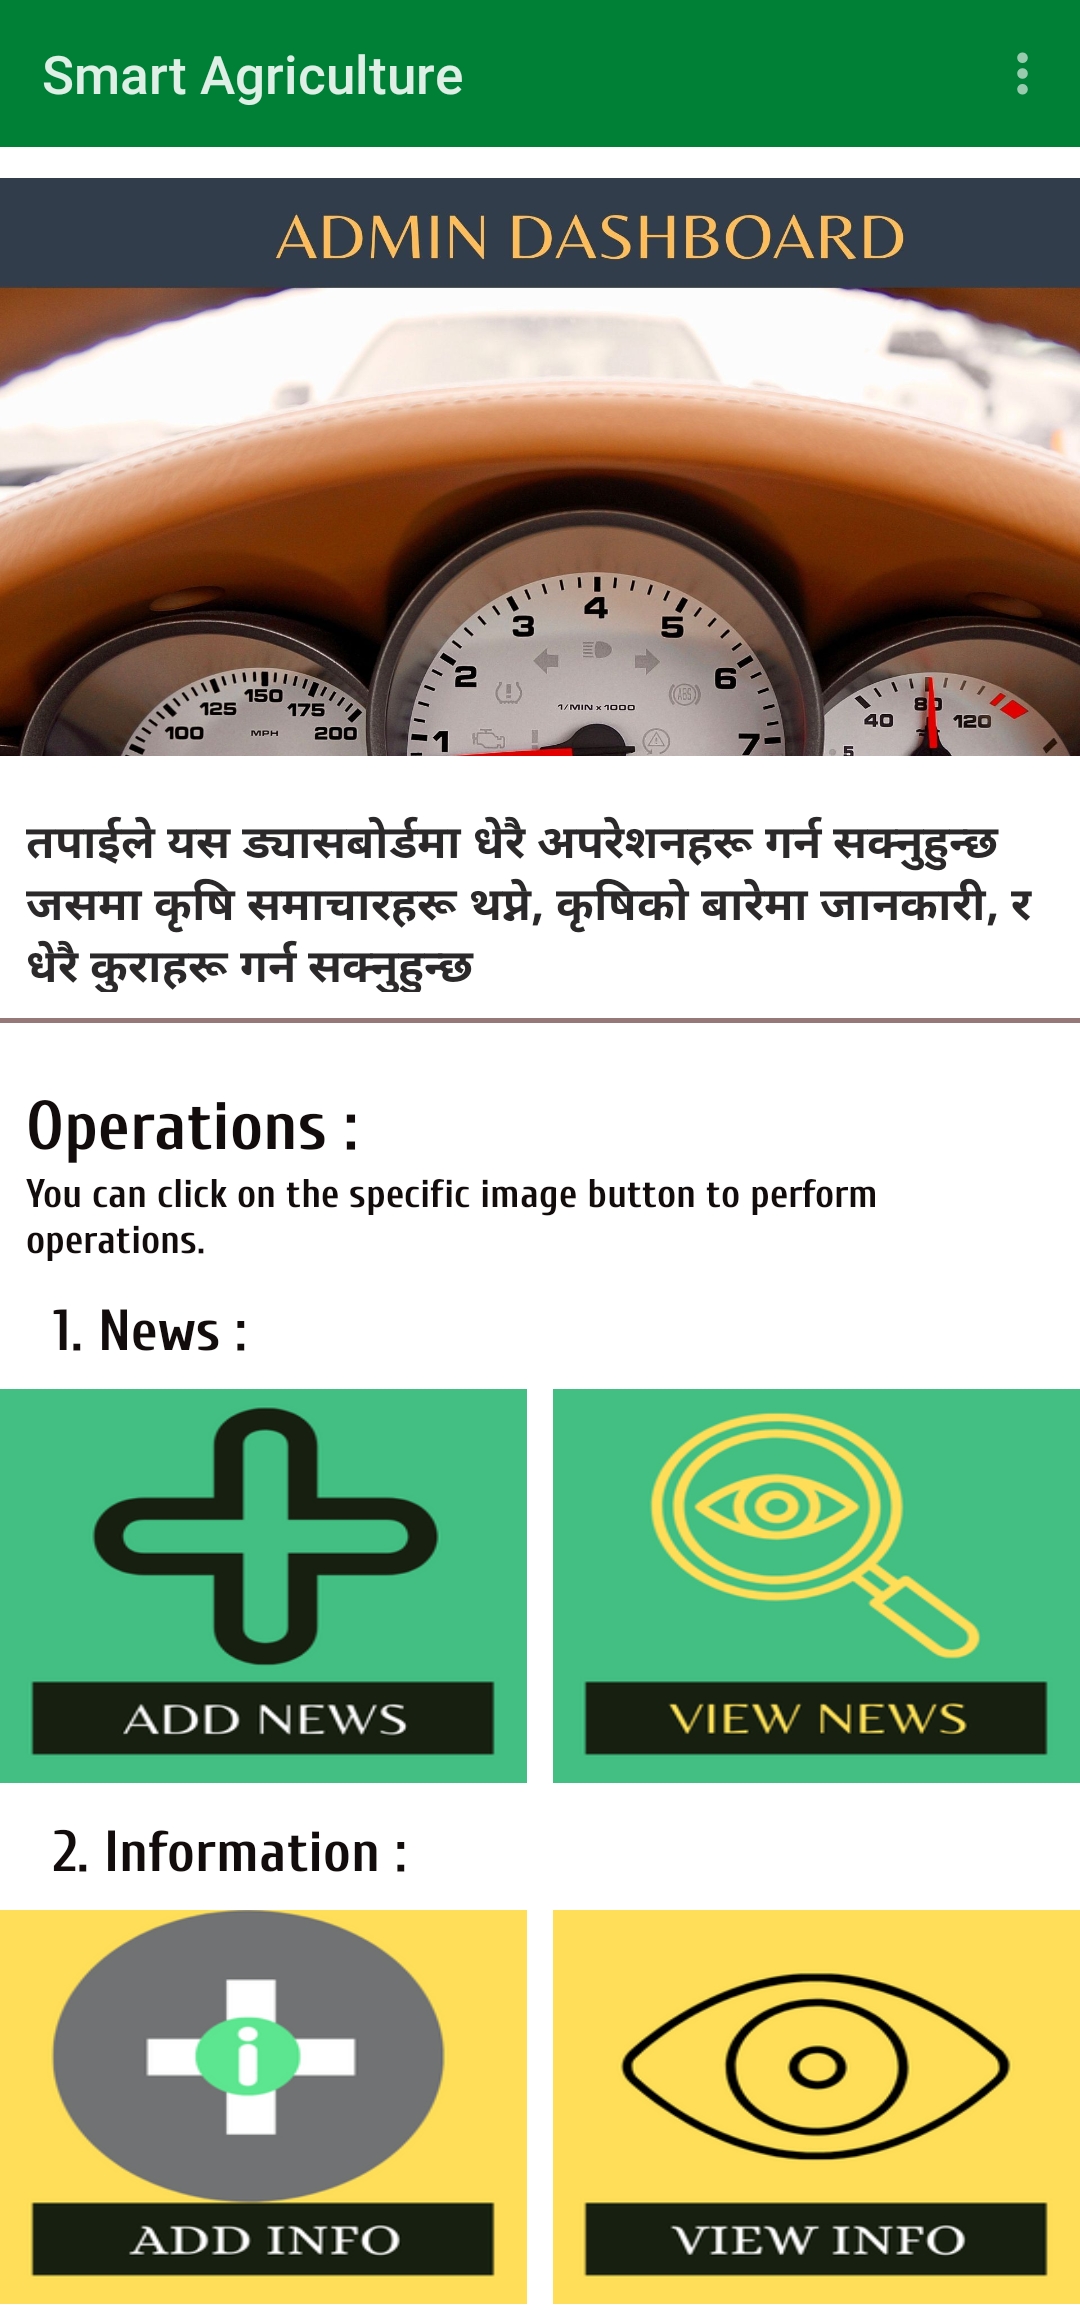 Smart Agriculture
ADMIN DASHBOARD
4
3 5
2 6
1/MIN x 1000
1 7
150
125 175
100 MPH 200
ABS
80
40 120
5
तपाईले यस ड्यासबोर्डमा धेरै अपरेशनहरू गर्न सक्नुहुन्छ
जसमा कृषि समाचारहरू थप्ने, कृषिको बारेमा जानकारी, र
धेरै कुराहरू गर्न सक्नुहुन्छ
Operations :
You can click on the specific image button to perform
operations.
1. News :
ADD NEWS
VIEW NEWS
2. Information :
ADD INFO
VIEW INFO